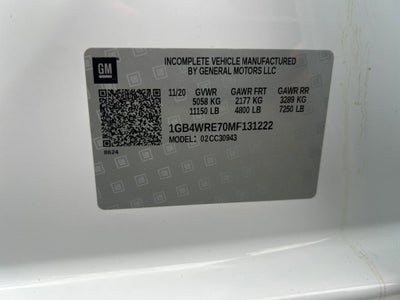 INCOMPLETE VEHICLE MANUFACTURED
BY GENERAL MOTORS LLC
GM
11/20 GVWR GAWR FRT GAWR RR
5058 KG 2177 KG 3289 KG
11150 LB 4800 LB 7250 LB
1GB4WRE70MF131222
MODEL: 02CC30943
8624